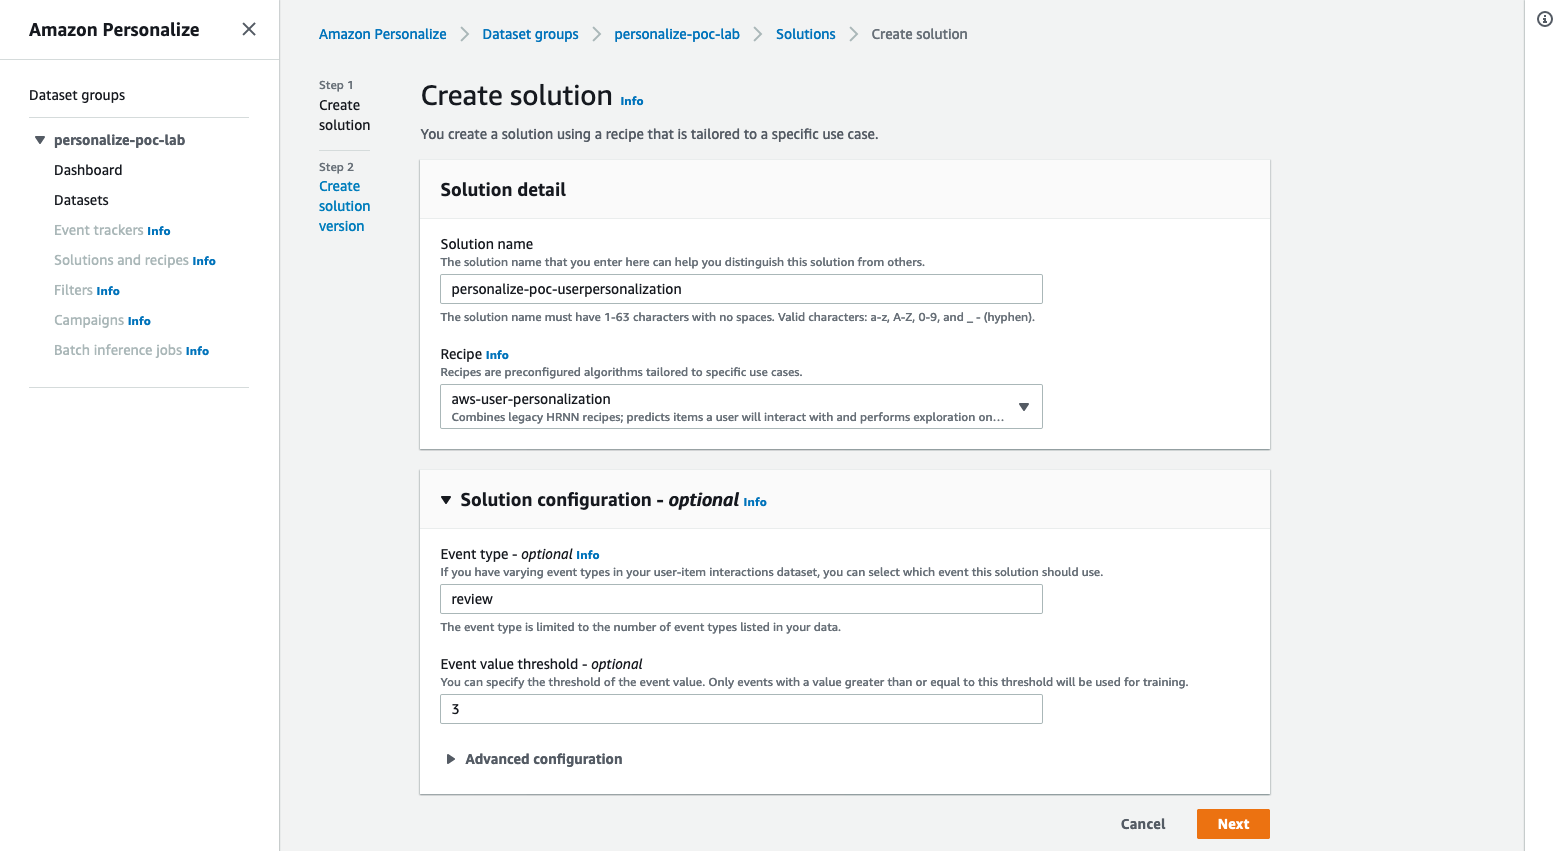 Amazon Personalize
Dataset groups
personalize-poc-lab
Dashboard
Datasets
Event trackers Info
Solutions and recipes Info
Filters Info
Campaigns Info
Batch inference jobs Info
Amazon Personalize
Dataset groups
personalize-poc-lab
Solutions
Create solution
Step 1
Create
solution
Step 2
Create
solution
version
Create solution Info
You create a solution using a recipe that is tailored to a specific use case.
Solution detail
Solution name
The solution name that you enter here can help you distinguish this solution from others.
personalize-poc-userpersonalization
The solution name must have 1-63 characters with no spaces. Valid characters: a-z, A-Z, 0-9, and _ - (hyphen).
Recipe Info
Recipes are preconfigured algorithms tailored to specific use cases.
aws-user-personalization
Combines legacy HRNN recipes; predicts items a user will interact with and performs exploration on...
Solution configuration - optional Info
Event type - optional Info
If you have varying event types in your user-item interactions dataset, you can select which event this solution should use.
review
The event type is limited to the number of event types listed in your data.
Event value threshold - optional
You can specify the threshold of the event value. Only events with a value greater than or equal to this threshold will be used for training.
3
Advanced configuration
Cancel
Next